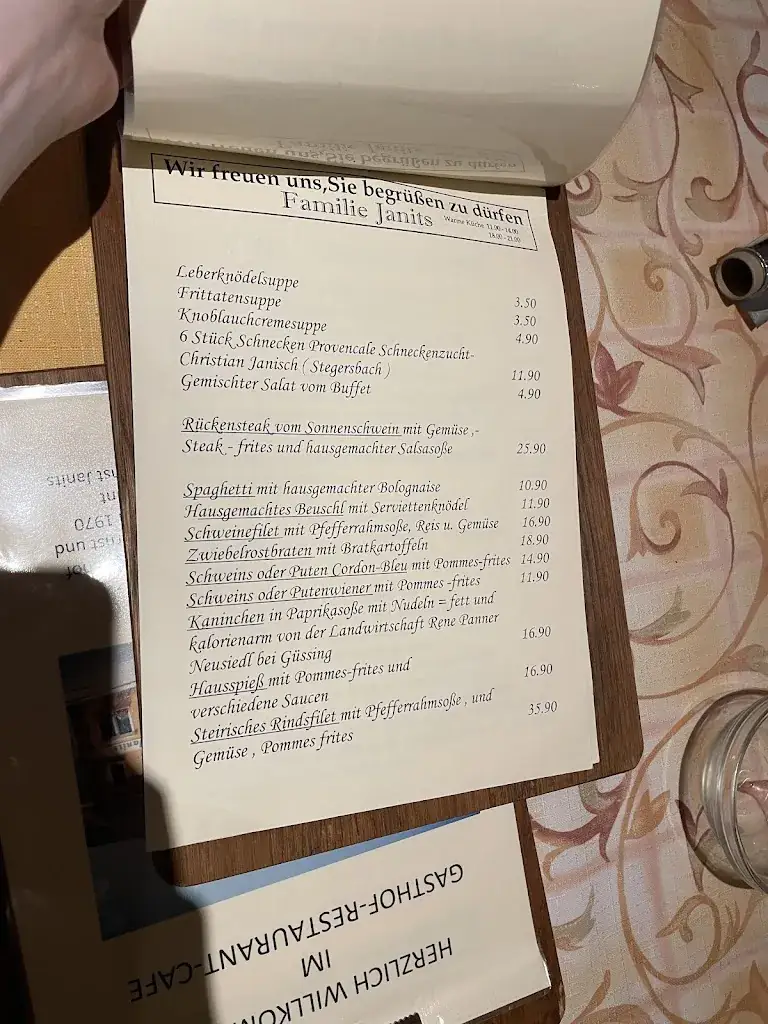 Wir freuen uns,Sie begrüßen zu dürfen
Familie Janits Warme Küche 11.00 - 14.00
18.00 - 21.00
Leberknödelsuppe 3.50
Frittatensuppe 3.50
Knoblauchcremesuppe 4.90
6 Stück Schnecken Provencale Schneckenzucht-
Christian Janisch ( Stegersbach ) 11.90
Gemischter Salat vom Buffet 4.90
Rückensteak vom Sonnenschwein mit Gemüse ,-
Steak - frites und hausgemachter Salsasoße 25.90
Spaghetti mit hausgemachter Bolognaise 10.90
Hausgemachtes Beuschl mit Serviettenknödel 11.90
Schweinefilet mit Pfefferrahmsoße, Reis u. Gemüse 16.90
Zwiebelrostbraten mit Bratkartoffeln 18.90
Schweins oder Puten Cordon-Bleu mit Pommes-frites 14.90
Schweins oder Putenwiener mit Pommes -frites 11.90
Kaninchen in Paprikasoße mit Nudeln = fett und
kalorienarm von der Landwirtschaft Rene Panner
Neusiedl bei Güssing 16.90
Hausspieß mit Pommes-frites und
verschiedene Saucen 16.90
Steirisches Rindsfilet mit Pfefferrahmsoße , und
Gemüse , Pommes frites 35.90
HERZLICH WILLKOM
IM
GASTHOF-RESTAURANT-CAFE
nst und
1970
nst Janits